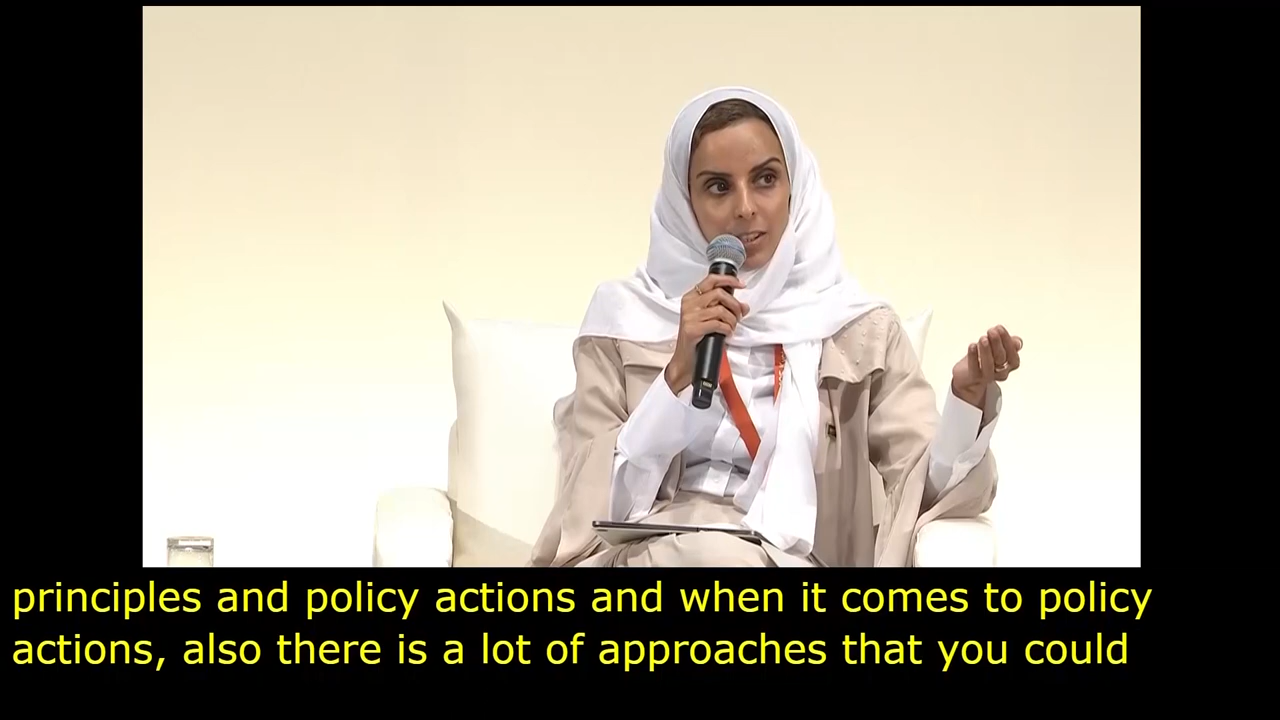 principles and policy actions and when it comes to policy
actions, also there is a lot of approaches that you could